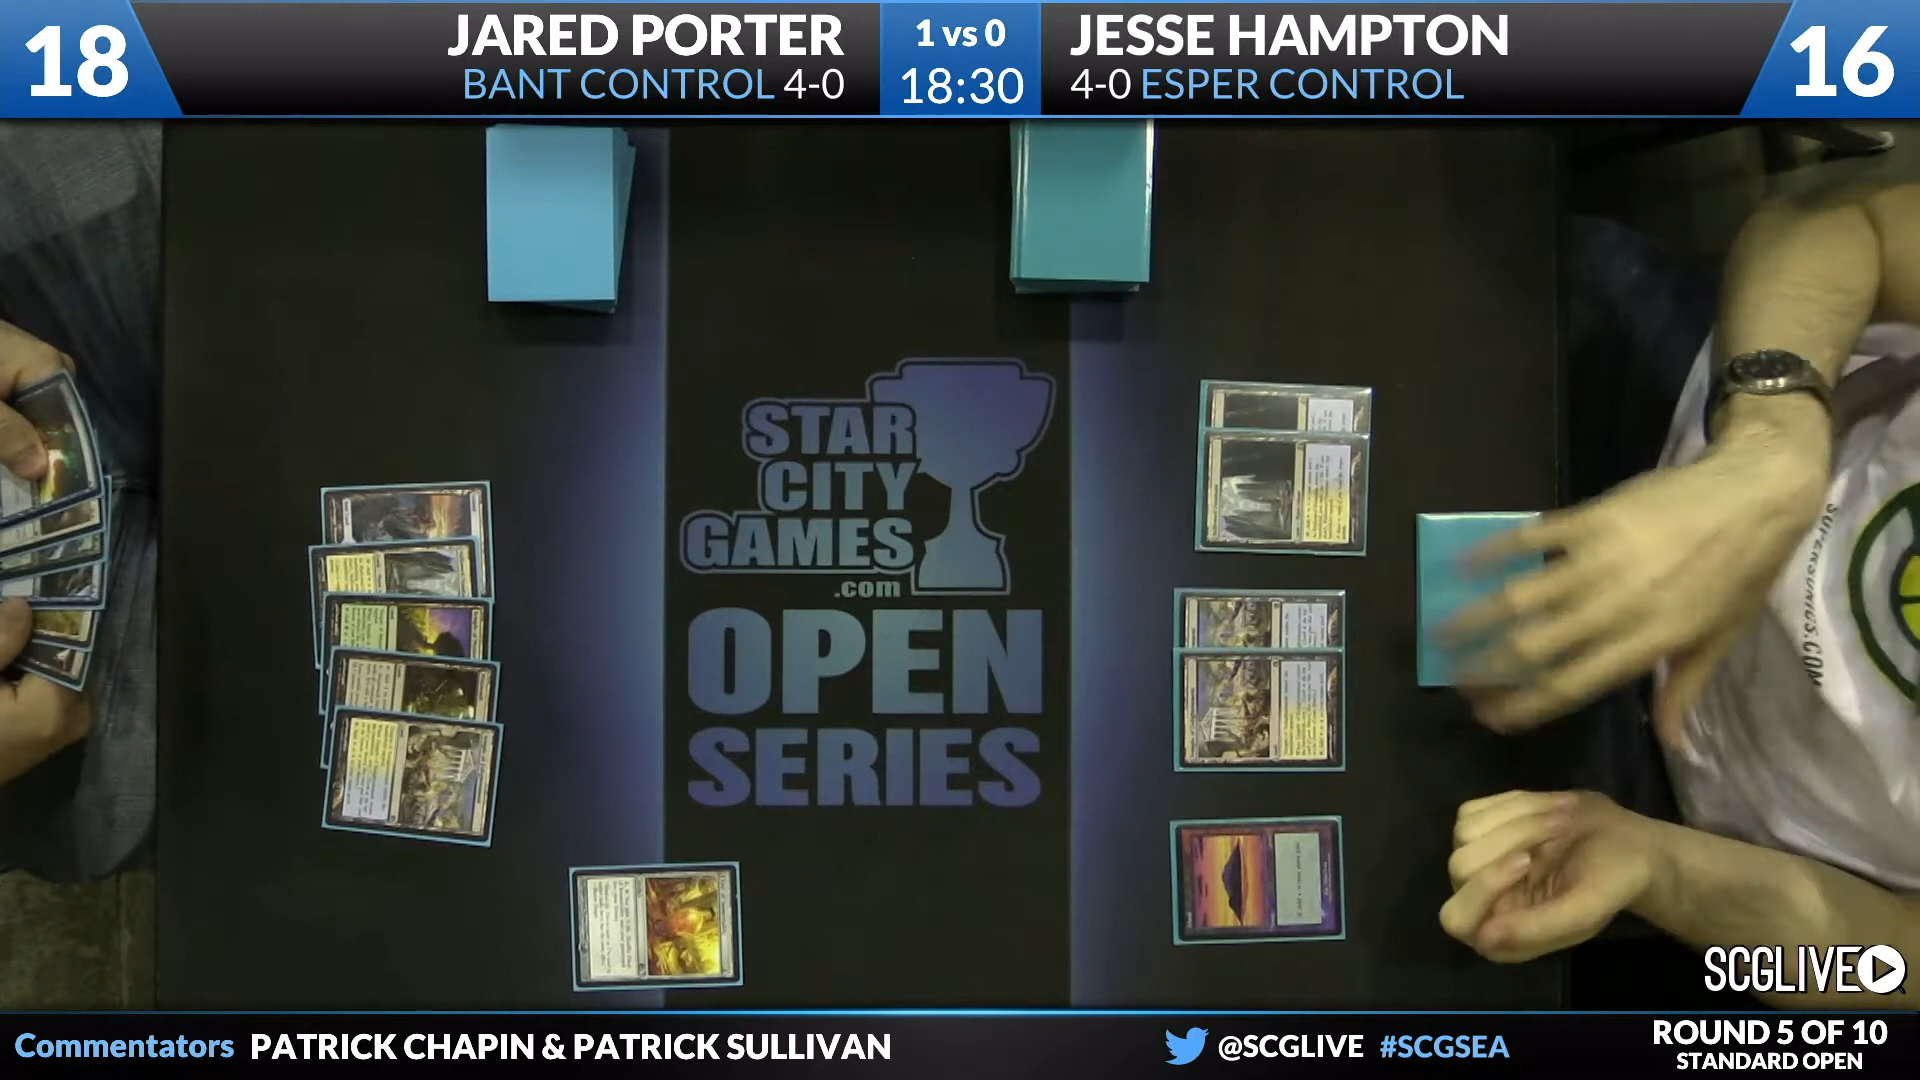 18
JARED PORTER
BANT CONTROL 4-0
1 vs 0
18:30
JESSE HAMPTON
4-0 ESPER CONTROL
16
STAR
CITY
GAMES
.com
OPEN
SERIES
SUPERSONICS.COM
SCGLIVE
Commentators PATRICK CHAPIN & PATRICK SULLIVAN
@SCGLIVE #SCGSEA
ROUND 5 OF 10
STANDARD OPEN